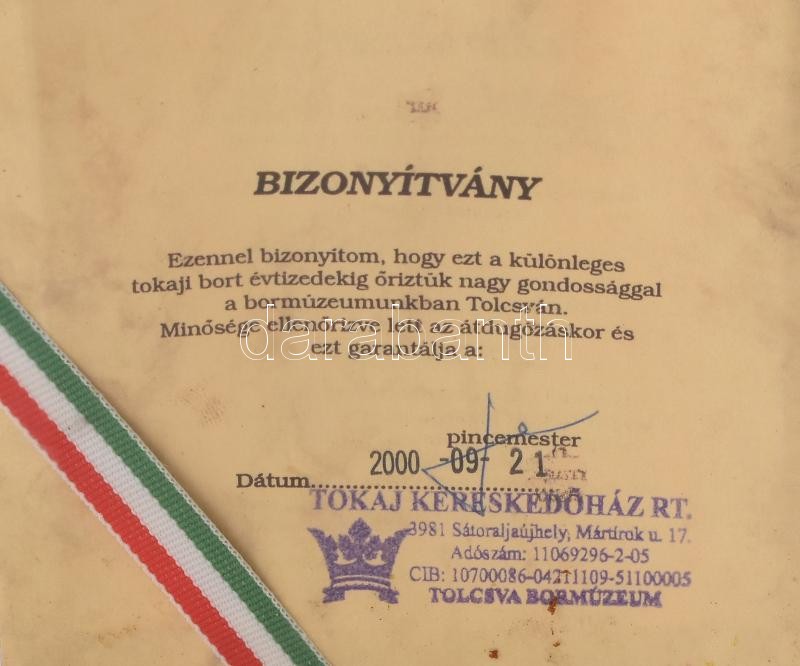 BIZONYÍTVÁNY
Ezennel bizonyítom, hogy ezt a különleges
tokaji bort évtizedekig őriztük nagy gondossággal
a bormúzeumunkban Tolcsván.
Minősége ellenőrizve lett az átdugózáskor és
ezt garantálja a:
darabanth
pincemester
2000 -09- 21
Dátum
TOKAJ KERESKEDŐHÁZ RT.
3981 Sátoraljaújhely, Mártírok u. 17.
Adószám: 11069296-2-05
CIB: 10700086-04211109-51100005
TOLCSVA BORMÚZEUM